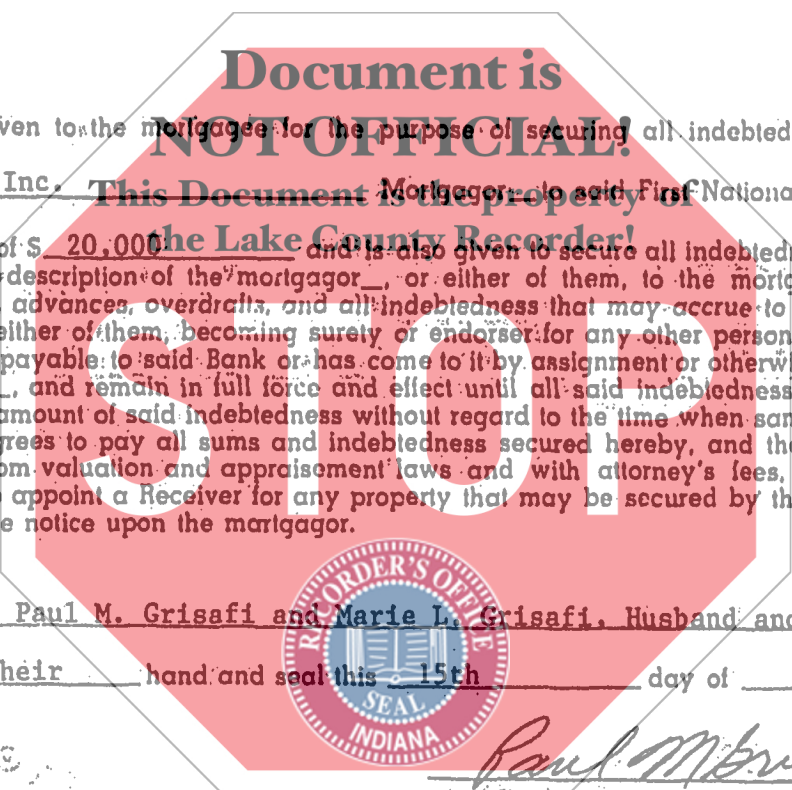 Document is
ven to the mortgagee for the purpose of securing all indebted
NOT OFFICIAL!
Inc. Mortgagor_ to said First Nationa
This Document is the property of
the Lake County Recorder!
of $ 20,000 and is also given to secure all indebtedn
description of the mortgagor_, or either of them, to the mortg
advances, overdrafts, and all indebtedness that may accrue to
either of them, becoming surety or endorser for any other person
payable to said Bank or has come to it by assignment or otherwi
_, and remain in full force and effect until all said indebtedness
STOP
amount of said indebtedness without regard to the time when sam
grees to pay all sums and indebtedness secured hereby, and the
om valuation and appraisement laws and with attorney's fees,
appoint a Receiver for any property that may be secured by th
e notice upon the martgagor.
RECORDER'S OFFICE
Paul M. Grisafi and Marie L. Grisafi, Husband and
heir hand and seal this 15th day of
SEAL
INDIANA
Paul M Gri